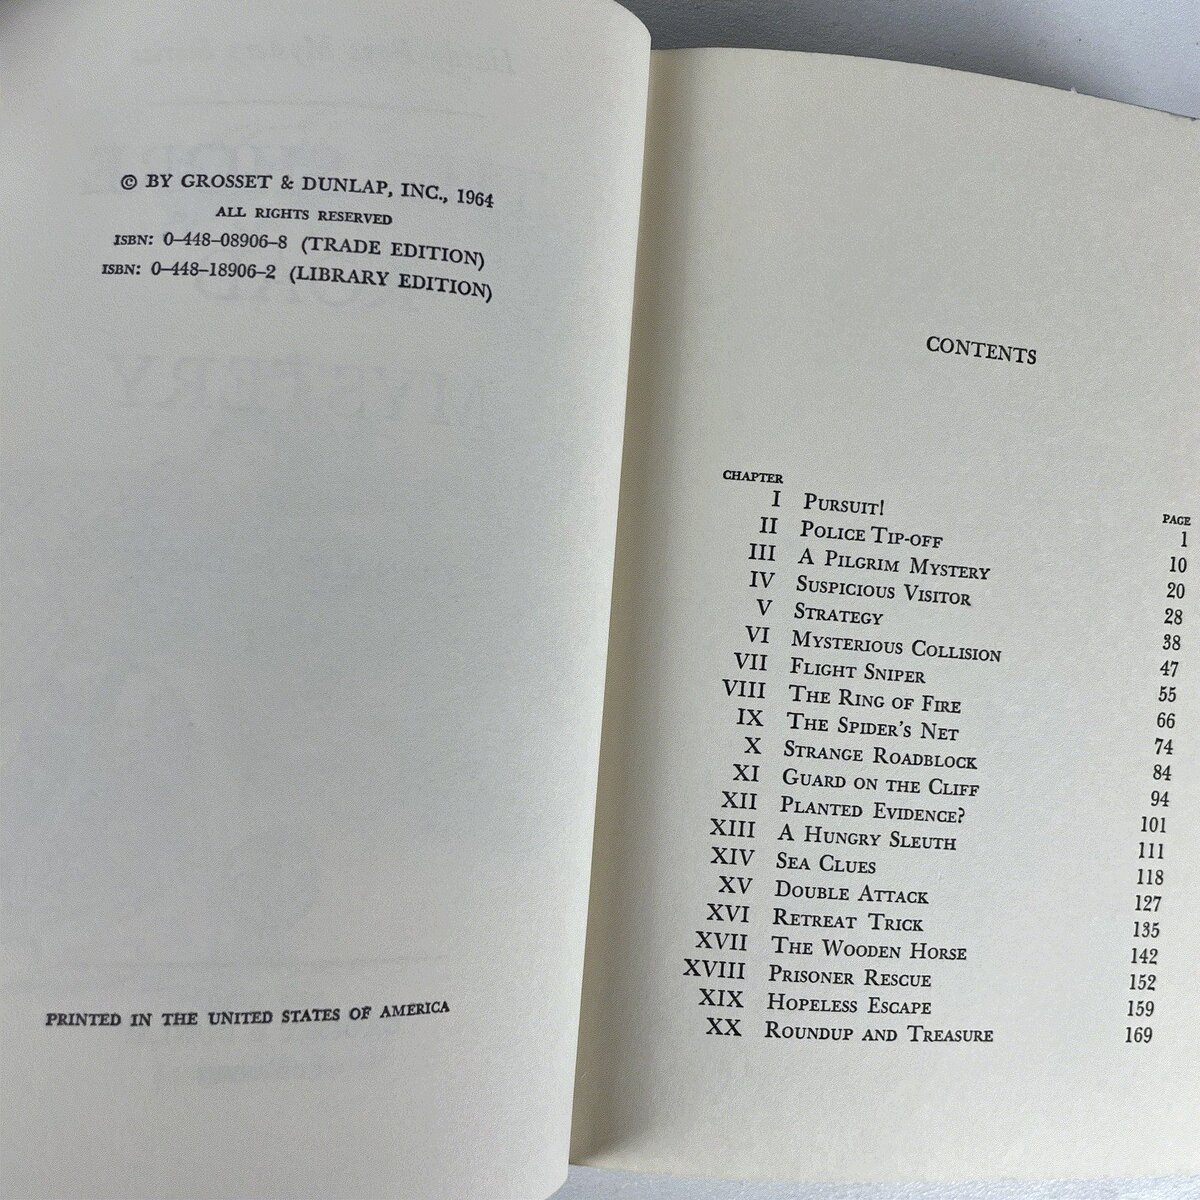 © BY GROSSET & DUNLAP, INC., 1964
ALL RIGHTS RESERVED
ISBN: 0-448-08906-8 (TRADE EDITION)
ISBN: 0-448-18906-2 (LIBRARY EDITION)
PRINTED IN THE UNITED STATES OF AMERICA
CONTENTS
CHAPTER PAGE
I PURSUIT! 1
II POLICE TIP-OFF 10
III A PILGRIM MYSTERY 20
IV SUSPICIOUS VISITOR 28
V STRATEGY 38
VI MYSTERIOUS COLLISION 47
VII FLIGHT SNIPER 55
VIII THE RING OF FIRE 66
IX THE SPIDER'S NET 74
X STRANGE ROADBLOCK 84
XI GUARD ON THE CLIFF 94
XII PLANTED EVIDENCE? 101
XIII A HUNGRY SLEUTH 111
XIV SEA CLUES 118
XV DOUBLE ATTACK 127
XVI RETREAT TRICK 135
XVII THE WOODEN HORSE 142
XVIII PRISONER RESCUE 152
XIX HOPELESS ESCAPE 159
XX ROUNDUP AND TREASURE 169